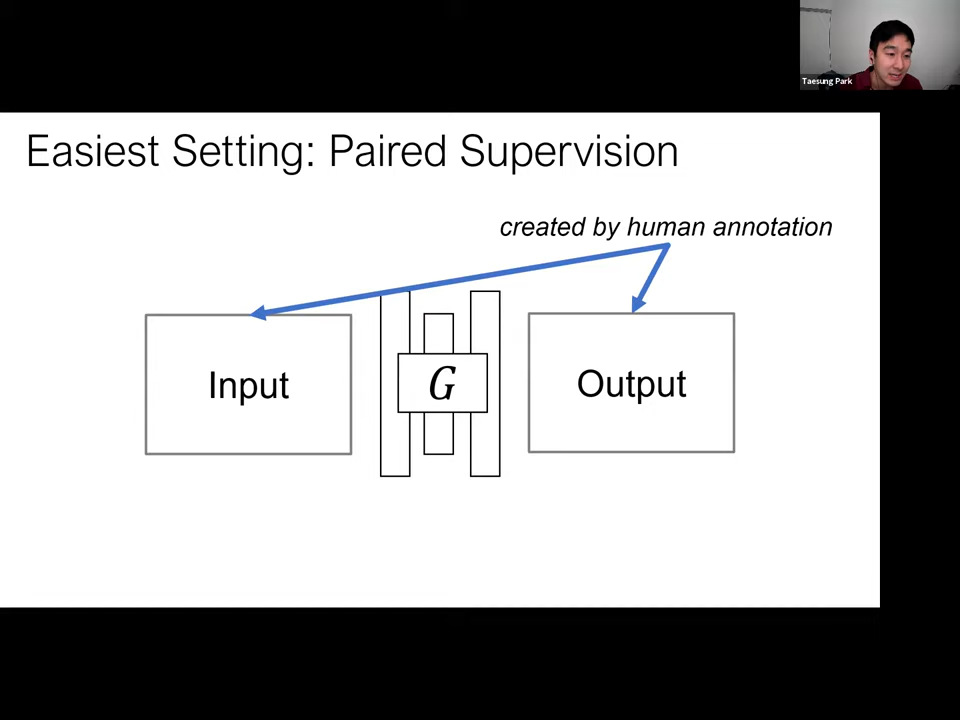 Taesung Park
Easiest Setting: Paired Supervision
created by human annotation
Input
G
Output